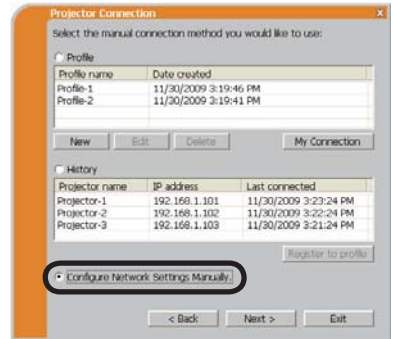 Projector Connection
Select the manual connection method you would like to use:
Profile
Profile name Date created
Profile-1 11/30/2009 3:19:46 PM
Profile-2 11/30/2009 3:19:41 PM
New Edit Delete My Connection
History
Projector name IP address Last connected
Projector-1 192.168.1.101 11/30/2009 3:23:24 PM
Projector-2 192.168.1.102 11/30/2009 3:22:24 PM
Projector-3 192.168.1.103 11/30/2009 3:21:24 PM
Register to profile
Configure Network Settings Manually.
< Back Next > Exit